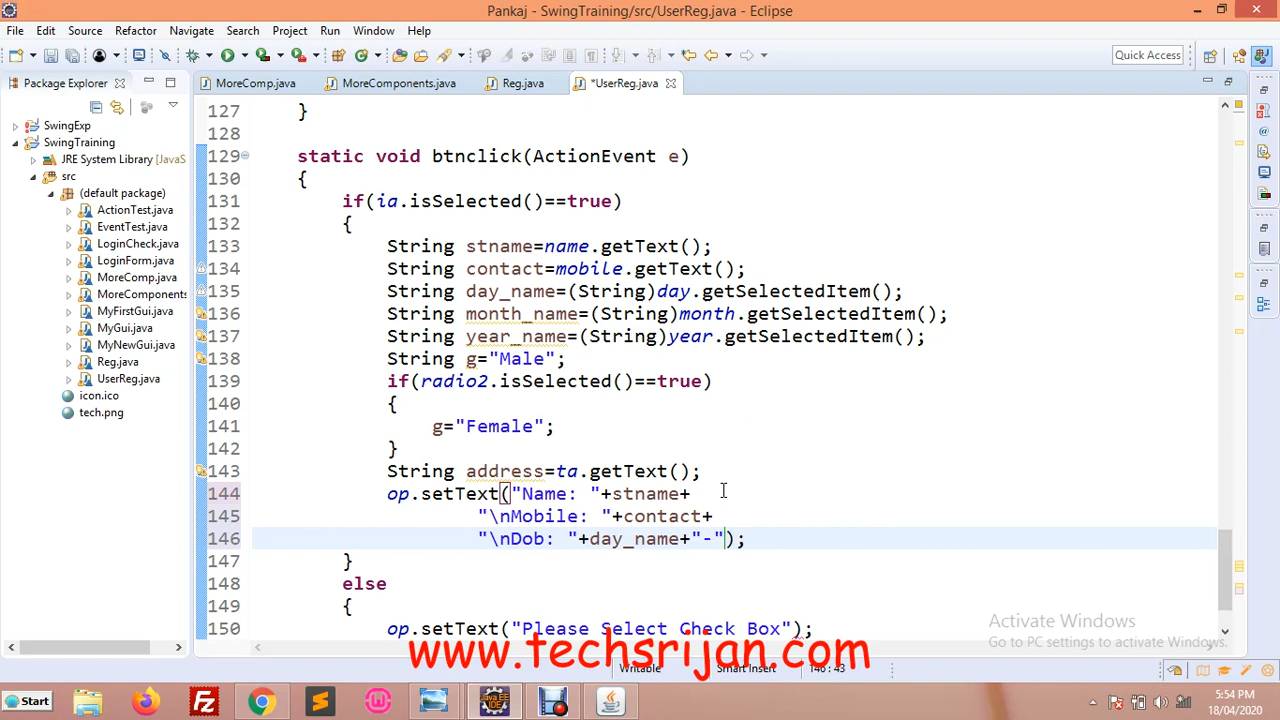 Pankaj - SwingTraining/src/UserReg.java - Eclipse
File Edit Source Refactor Navigate Search Project Run Window Help
Quick Access
Package Explorer
MoreComp.java MoreComponents.java Reg.java *UserReg.java
SwingExp
SwingTraining
JRE System Library [JavaS
src
(default package)
ActionTest.java
EventTest.java
LoginCheck.java
LoginForm.java
MoreComp.java
MoreComponents
MyFirstGui.java
MyGui.java
MyNewGui.java
Reg.java
UserReg.java
icon.ico
tech.png
127 }
128
129 static void btnclick(ActionEvent e)
130 {
131 if(ia.isSelected()==true)
132 {
133 String stname=name.getText();
134 String contact=mobile.getText();
135 String day_name=(String)day.getSelectedItem();
136 String month_name=(String)month.getSelectedItem();
137 String year_name=(String)year.getSelectedItem();
138 String g="Male";
139 if(radio2.isSelected()==true)
140 {
141 g="Female";
142 }
143 String address=ta.getText();
144 op.setText("Name: "+stname+
145 "\nMobile: "+contact+
146 "\nDob: "+day_name+"-");
147 }
148 else
149 {
150 op.setText("Please Select Check Box");
Activate Windows
Go to PC settings to activate Windows.
www.techsrijan.com
Writable Smart Insert 146 : 43
Start
Java EE
IDE
5:54 PM
18/04/2020